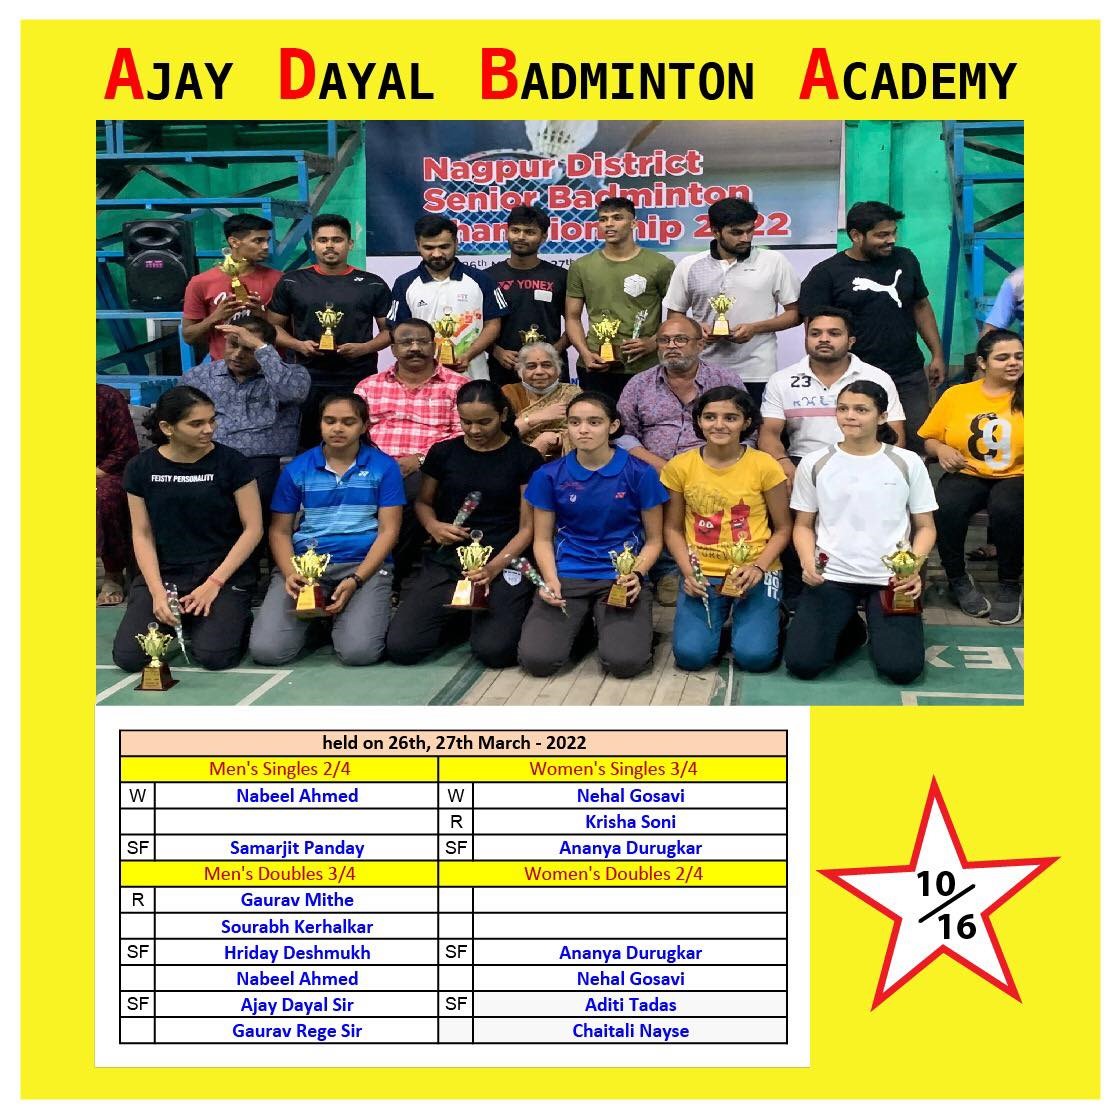 AJAY DAYAL BADMINTON ACADEMY
Nagpur District
Senior Badminton
Championship 2022
YONEX
23
89
FEISTY PERSONALITY
held on 26th, 27th March - 2022
Men's Singles 2/4 Women's Singles 3/4
W Nabeel Ahmed W Nehal Gosavi
R Krisha Soni
SF Samarjit Panday SF Ananya Durugkar
Men's Doubles 3/4 Women's Doubles 2/4
R Gaurav Mithe
Sourabh Kerhalkar
SF Hriday Deshmukh SF Ananya Durugkar
Nabeel Ahmed Nehal Gosavi
SF Ajay Dayal Sir SF Aditi Tadas
Gaurav Rege Sir Chaitali Nayse
10/16